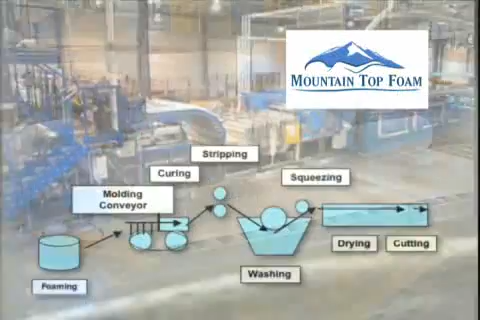 MOUNTAIN TOP FOAM
Stripping
Curing
Squeezing
Molding
Conveyor
Drying
Cutting
Washing
Foaming